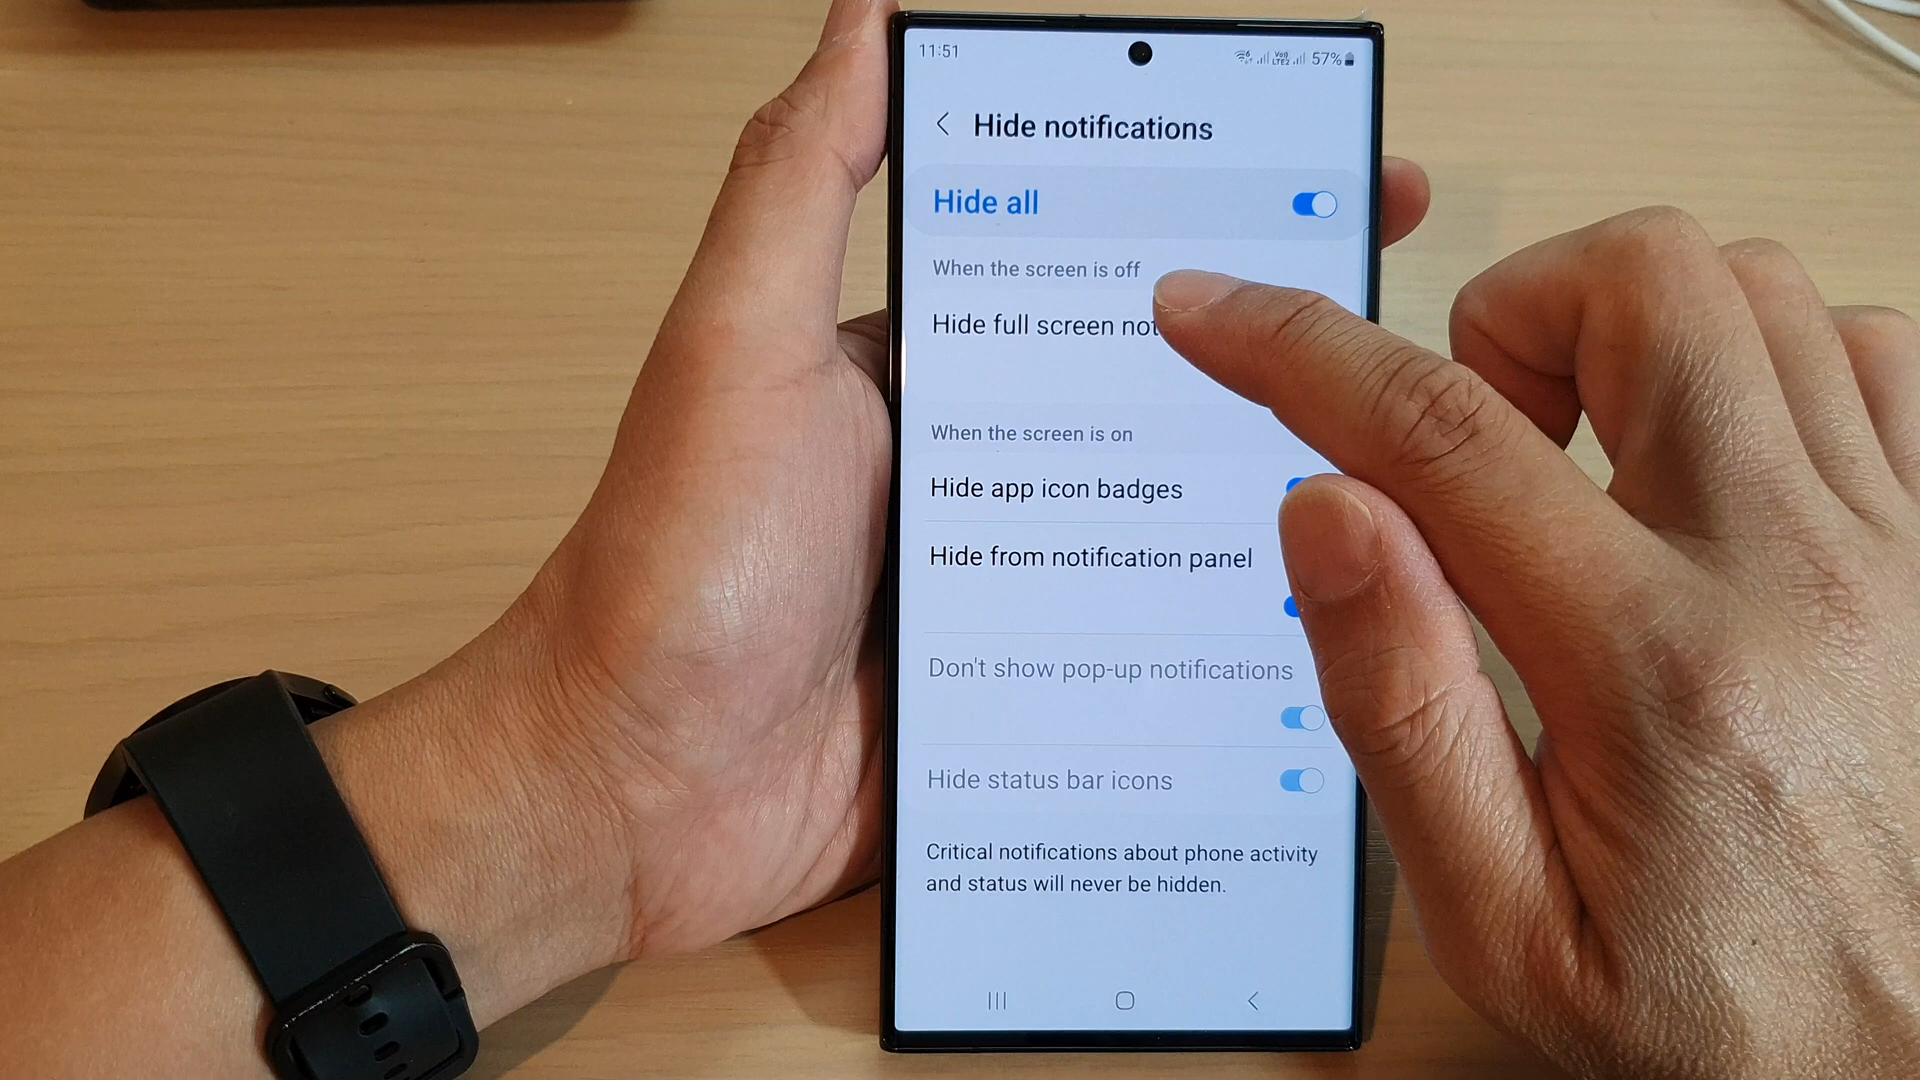 11:51
57%
Hide notifications
Hide all
When the screen is off
Hide full screen
When the screen is on
Hide app icon badges
Hide from notification panel
Don't show pop-up notifications
Hide status bar icons
Critical notifications about phone activity
and status will never be hidden.